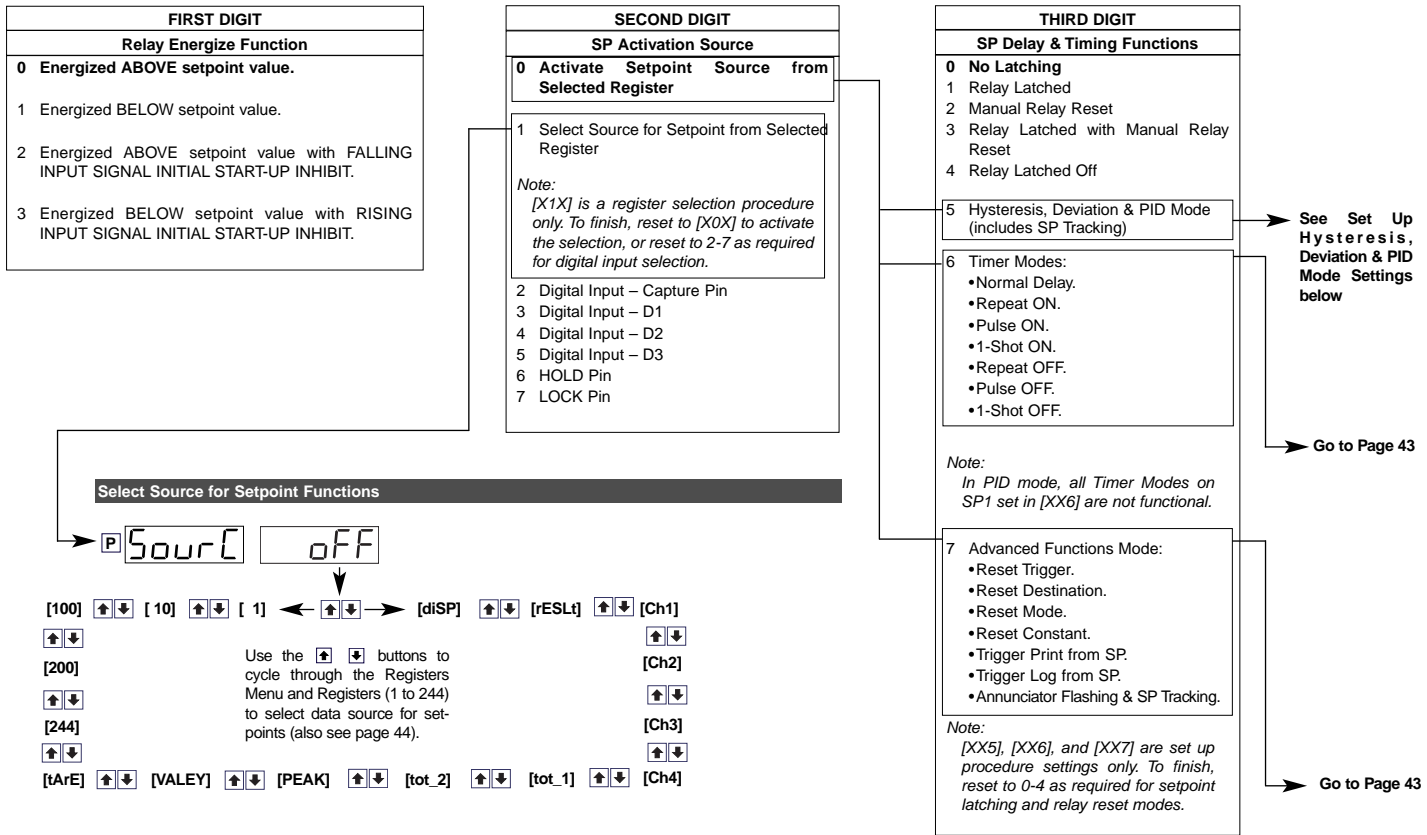 FIRST DIGIT
Relay Energize Function
0 Energized ABOVE setpoint value.
1 Energized BELOW setpoint value.
2 Energized ABOVE setpoint value with FALLING
INPUT SIGNAL INITIAL START-UP INHIBIT.
3 Energized BELOW setpoint value with RISING
INPUT SIGNAL INITIAL START-UP INHIBIT.
SECOND DIGIT
SP Activation Source
0 Activate Setpoint Source from
Selected Register
1 Select Source for Setpoint from Selected
Register
Note:
[X1X] is a register selection procedure
only. To finish, reset to [X0X] to activate
the selection, or reset to 2-7 as required
for digital input selection.
2 Digital Input – Capture Pin
3 Digital Input – D1
4 Digital Input – D2
5 Digital Input – D3
6 HOLD Pin
7 LOCK Pin
THIRD DIGIT
SP Delay & Timing Functions
0 No Latching
1 Relay Latched
2 Manual Relay Reset
3 Relay Latched with Manual Relay
Reset
4 Relay Latched Off
5 Hysteresis, Deviation & PID Mode
(includes SP Tracking)
6 Timer Modes:
•Normal Delay.
•Repeat ON.
•Pulse ON.
•1-Shot ON.
•Repeat OFF.
•Pulse OFF.
•1-Shot OFF.
Note:
In PID mode, all Timer Modes on
SP1 set in [XX6] are not functional.
7 Advanced Functions Mode:
•Reset Trigger.
•Reset Destination.
•Reset Mode.
•Reset Constant.
•Trigger Print from SP.
•Trigger Log from SP.
•Annunciator Flashing & SP Tracking.
Note:
[XX5], [XX6], and [XX7] are set up
procedure settings only. To finish,
reset to 0-4 as required for setpoint
latching and relay reset modes.
See Set Up
Hysteresis,
Deviation & PID
Mode Settings
below
Go to Page 43
Go to Page 43
Select Source for Setpoint Functions
P SourC oFF
[100] [ 10] [ 1] [diSP] [rESLt] [Ch1]
[200] [Ch2]
[244] [Ch3]
Use the buttons to
cycle through the Registers
Menu and Registers (1 to 244)
to select data source for set-
points (also see page 44).
[tArE] [VALEY] [PEAK] [tot_2] [tot_1] [Ch4]